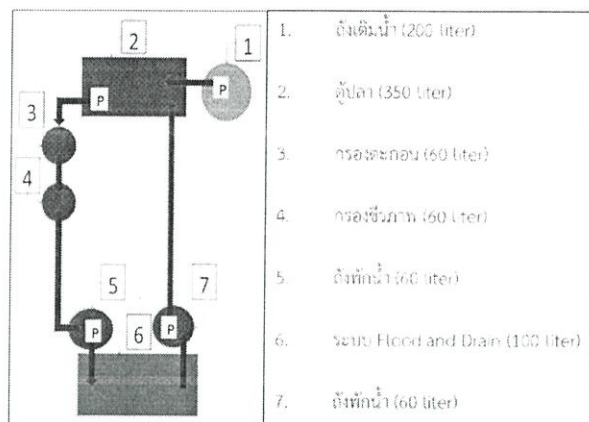 2
1
P
P
3
4
5
7
P
6
P
1. ถังเติมน้ำ (200 liter)
2. ตู้ปลา (350 liter)
3. กรองตะกอน (60 liter)
4. กรองชีวภาพ (60 liter)
5. ถังพักน้ำ (60 liter)
6. ระบบ Flood and Drain (100 liter)
7. ถังพักน้ำ (60 liter)